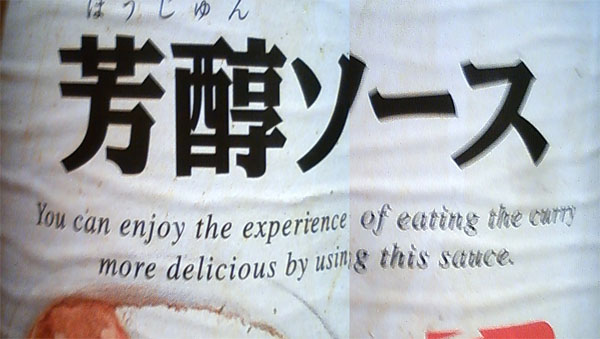 ほうじゅん
芳醇ソース
You can enjoy the experience of eating the curry
more delicious by using this sauce.